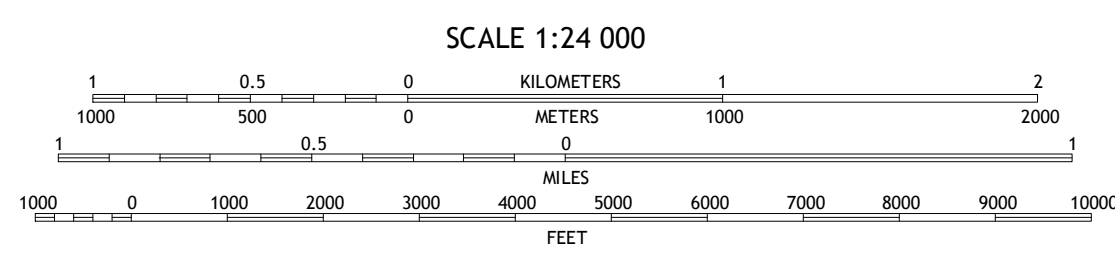 SCALE 1:24 000
1 0.5 0 KILOMETERS 1 2
1000 500 0 METERS 1000 2000
1 0.5 0 1
MILES
1000 0 1000 2000 3000 4000 5000 6000 7000 8000 9000 10000
FEET